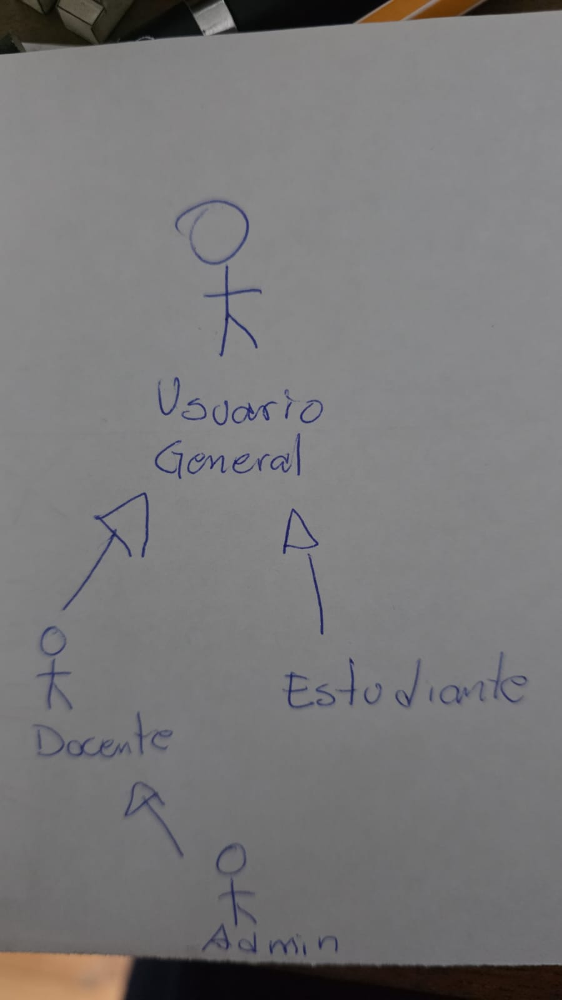 Usuario
General
Estudiante
Docente
Admin